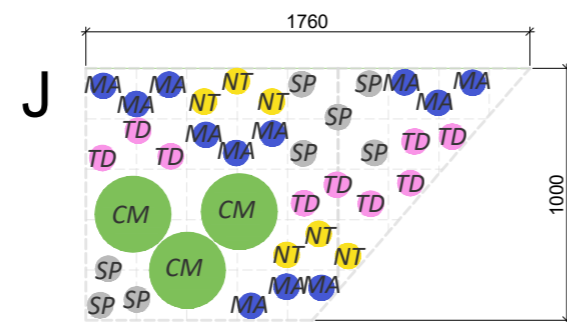 1760
J
MA MA MA NT NT NT SP SP MA MA MA
TD TD TD MA MA MA SP SP SP TD TD
CM CM TD TD TD TD
CM NT NT NT
SP SP SP MA MA MA
1000